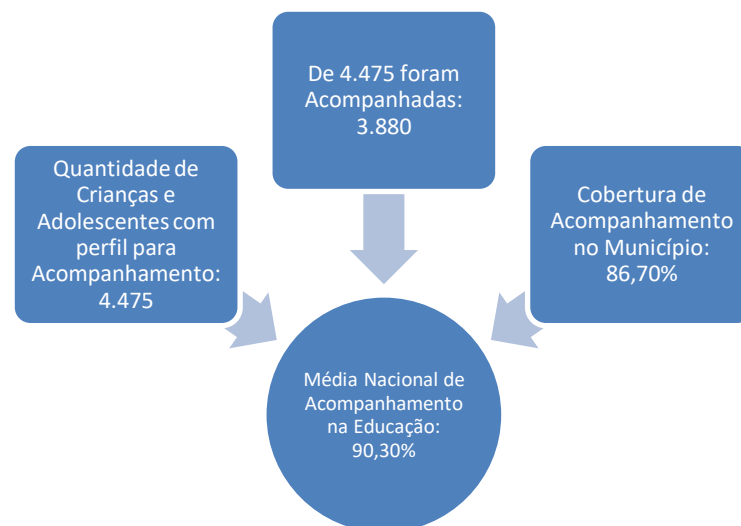 De 4.475 foram
Acompanhadas:
3.880
Quantidade de
Crianças e
Adolescentes com
perfil para
Acompanhamento:
4.475
Cobertura de
Acompanhamento
no Município:
86,70%
Média Nacional de
Acompanhamento
na Educação:
90,30%